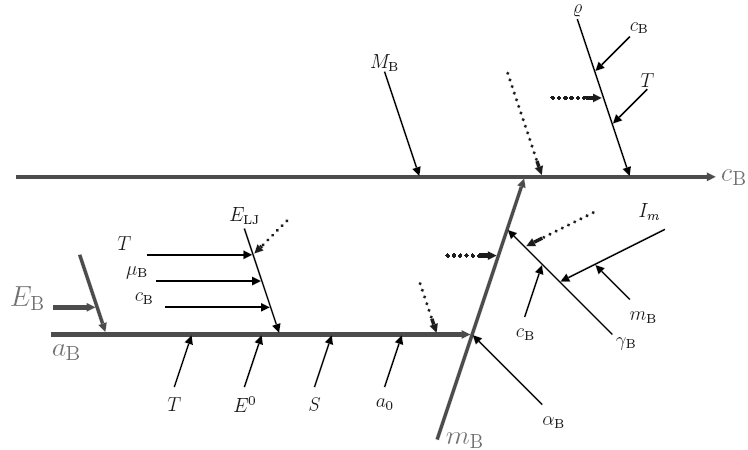 ϱ
c_B
M_B
T
c_B
E_LJ
I_m
T
μ_B
c_B
E_B
m_B
c_B
γ_B
a_B
T
E^0
S
a_0
α_B
m_B